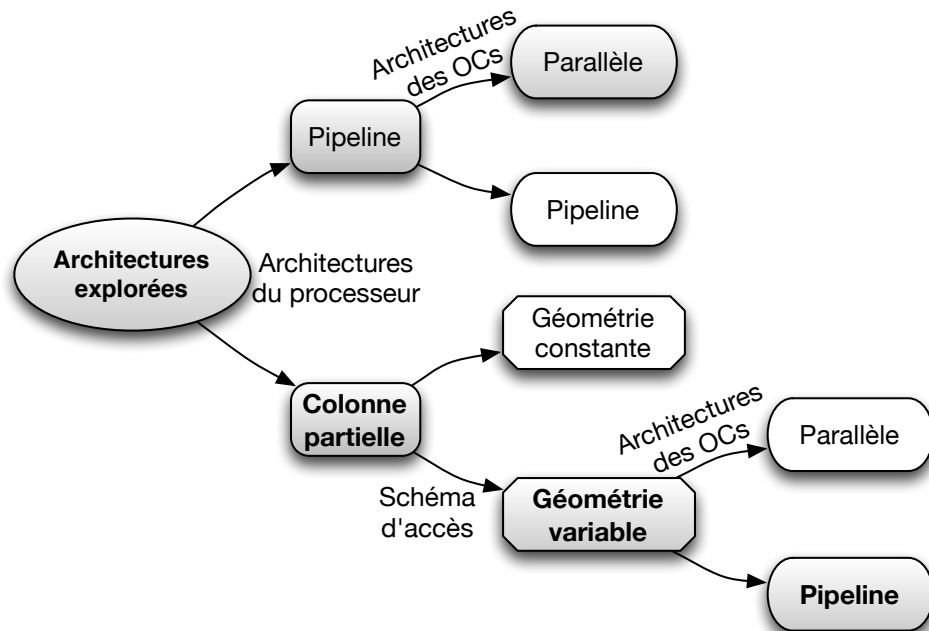 Architectures
des OCs
Parallèle
Pipeline
Pipeline
Architectures
explorées
Architectures
du processeur
Géométrie
constante
Colonne
partielle
Architectures
des OCs
Parallèle
Schéma
d'accès
Géométrie
variable
Pipeline